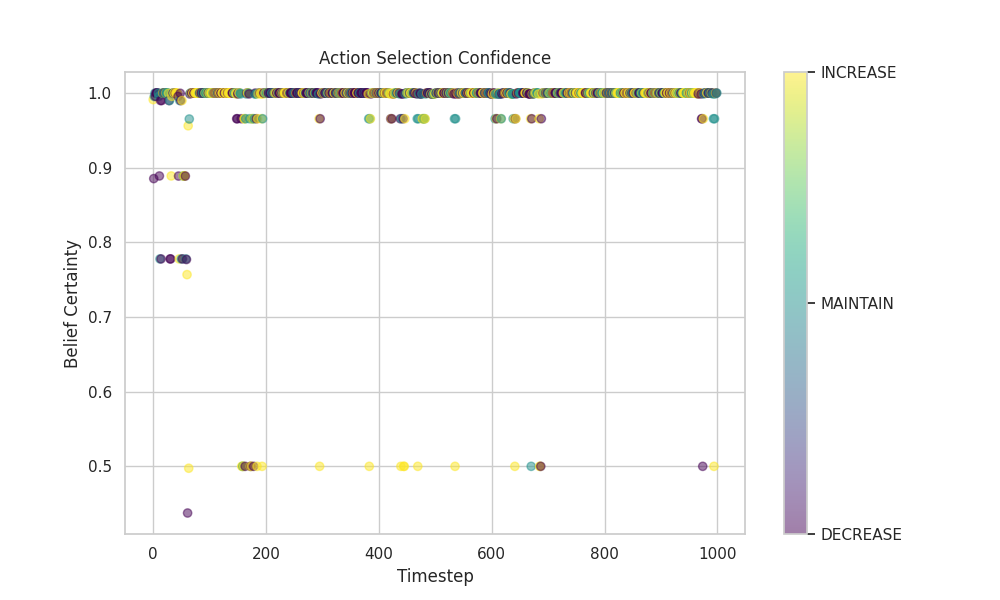 Action Selection Confidence
Belief Certainty
1.0
0.9
0.8
0.7
0.6
0.5
0
200
400
600
800
1000
Timestep
INCREASE
MAINTAIN
DECREASE